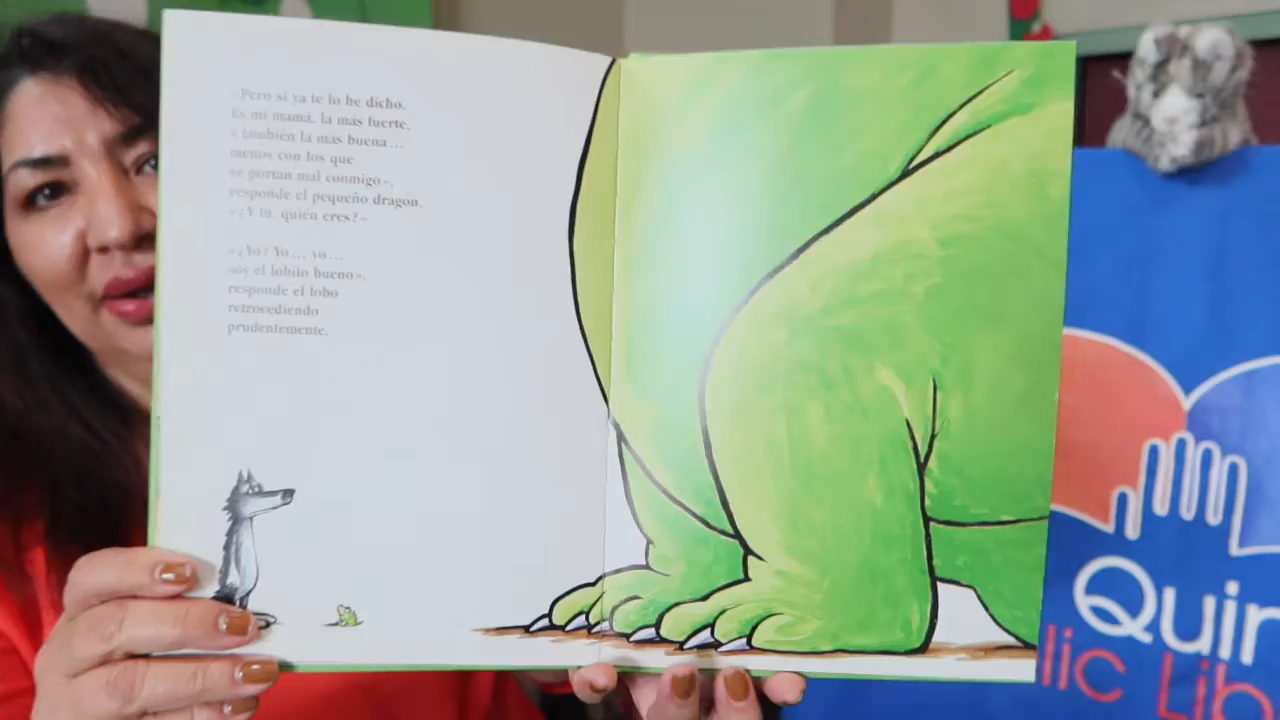 «Pero si ya te lo he dicho.
Es mi mamá, la más fuerte,
y también la más buena...
menos con los que
se portan mal conmigo»,
responde el pequeño dragón.
«¿Y tú, quién eres?»
«¿Yo? Yo... yo...
soy el lobito bueno»,
responde el lobo
retrocediendo
prudentemente.
Quin
lic Lib